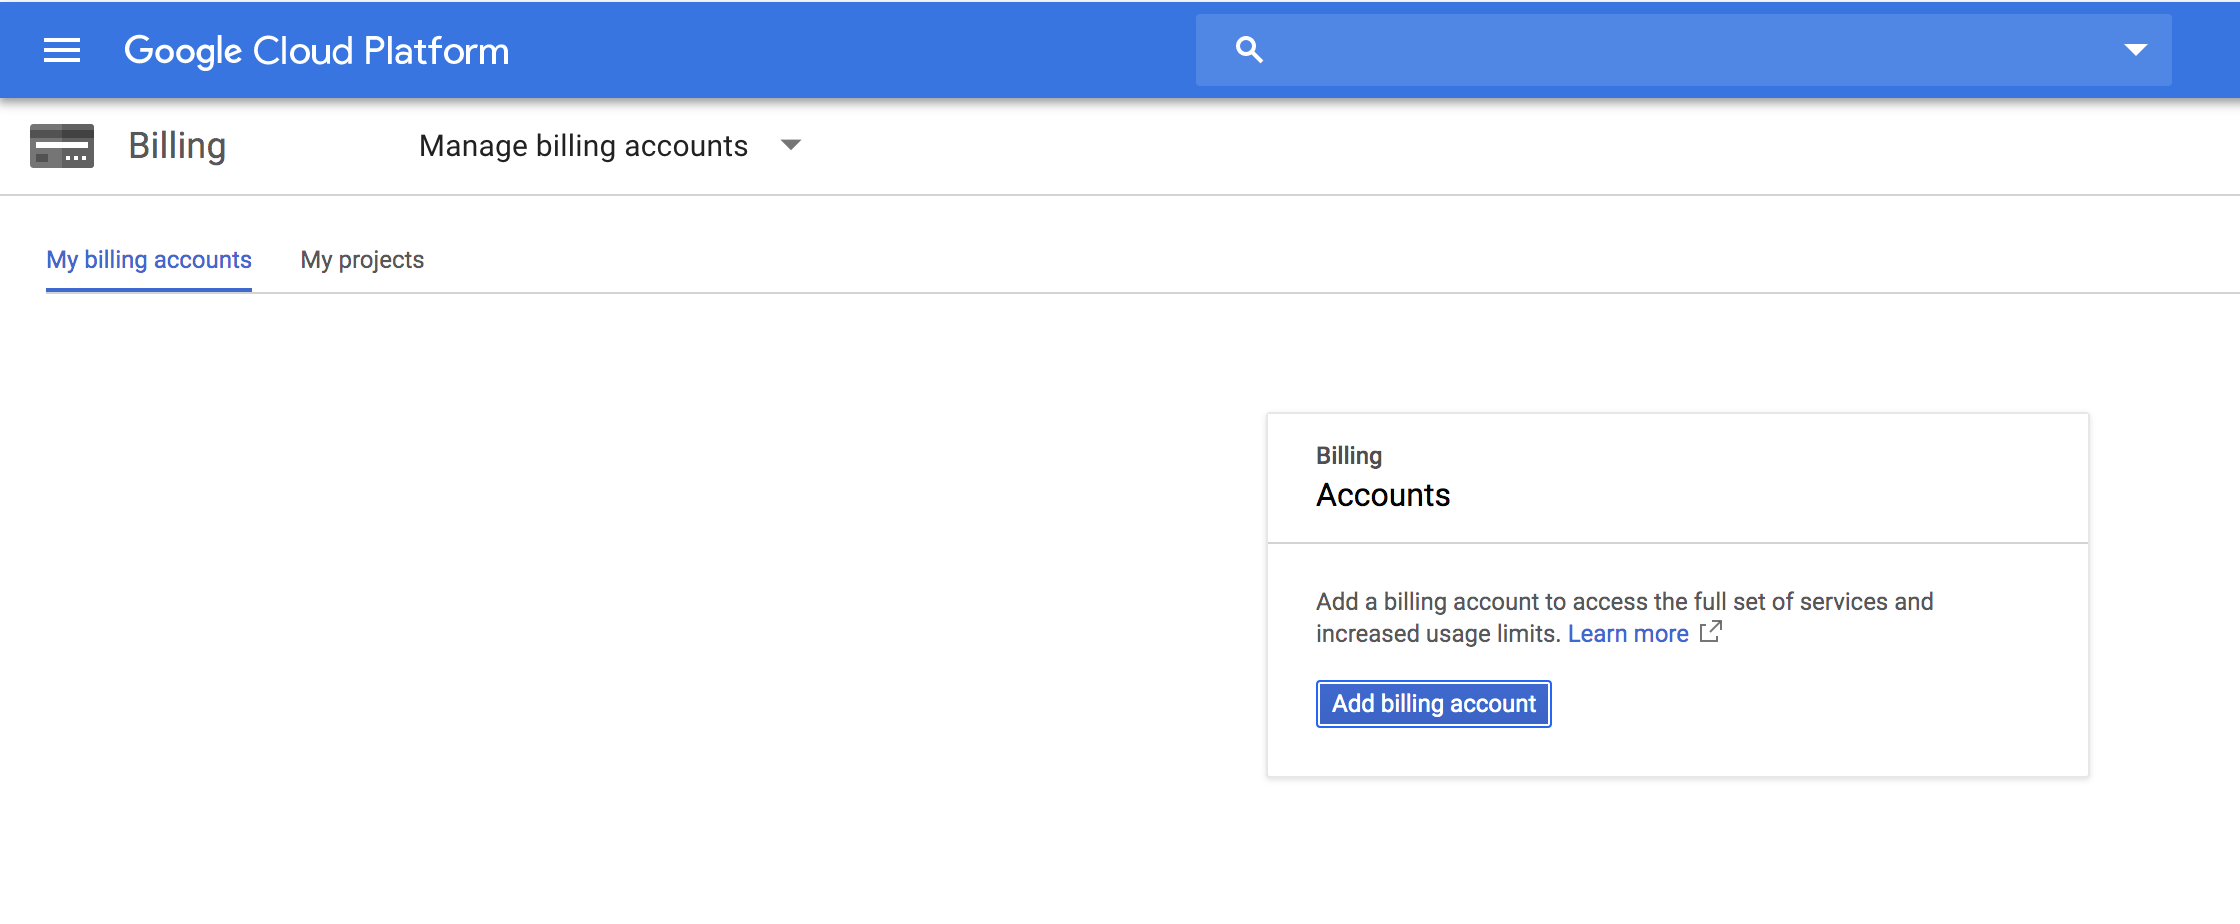 Google Cloud Platform
Billing
Manage billing accounts
My billing accounts
My projects
Billing
Accounts
Add a billing account to access the full set of services and
increased usage limits. Learn more
Add billing account